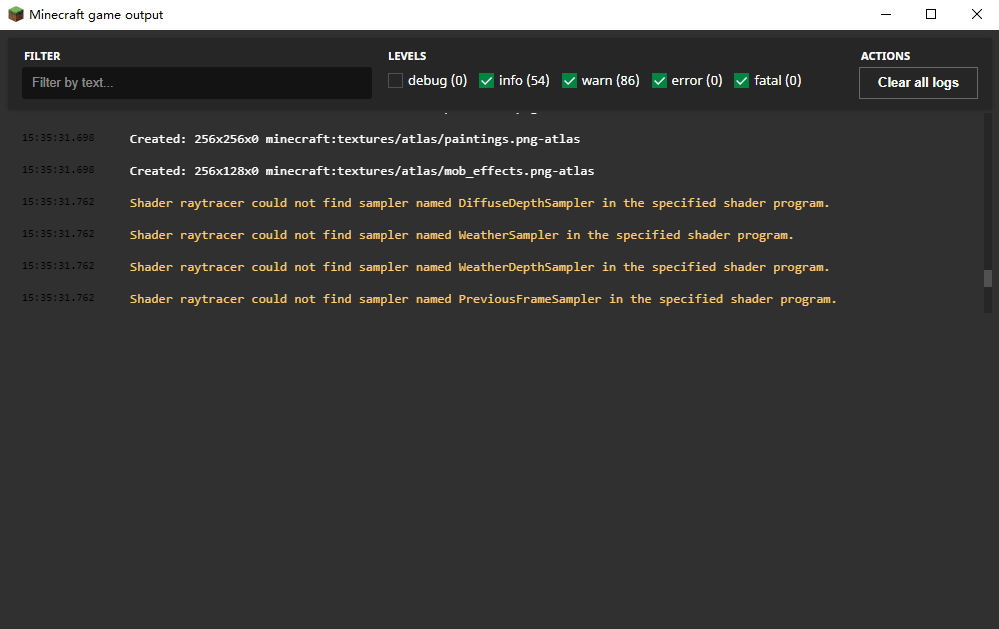 Minecraft game output
FILTER
LEVELS
ACTIONS
Filter by text...
debug (0) info (54) warn (86) error (0) fatal (0)
Clear all logs
15:35:31.698 Created: 256x256x0 minecraft:textures/atlas/paintings.png-atlas
15:35:31.698 Created: 256x128x0 minecraft:textures/atlas/mob_effects.png-atlas
15:35:31.762 Shader raytracer could not find sampler named DiffuseDepthSampler in the specified shader program.
15:35:31.762 Shader raytracer could not find sampler named WeatherSampler in the specified shader program.
15:35:31.762 Shader raytracer could not find sampler named WeatherDepthSampler in the specified shader program.
15:35:31.762 Shader raytracer could not find sampler named PreviousFrameSampler in the specified shader program.